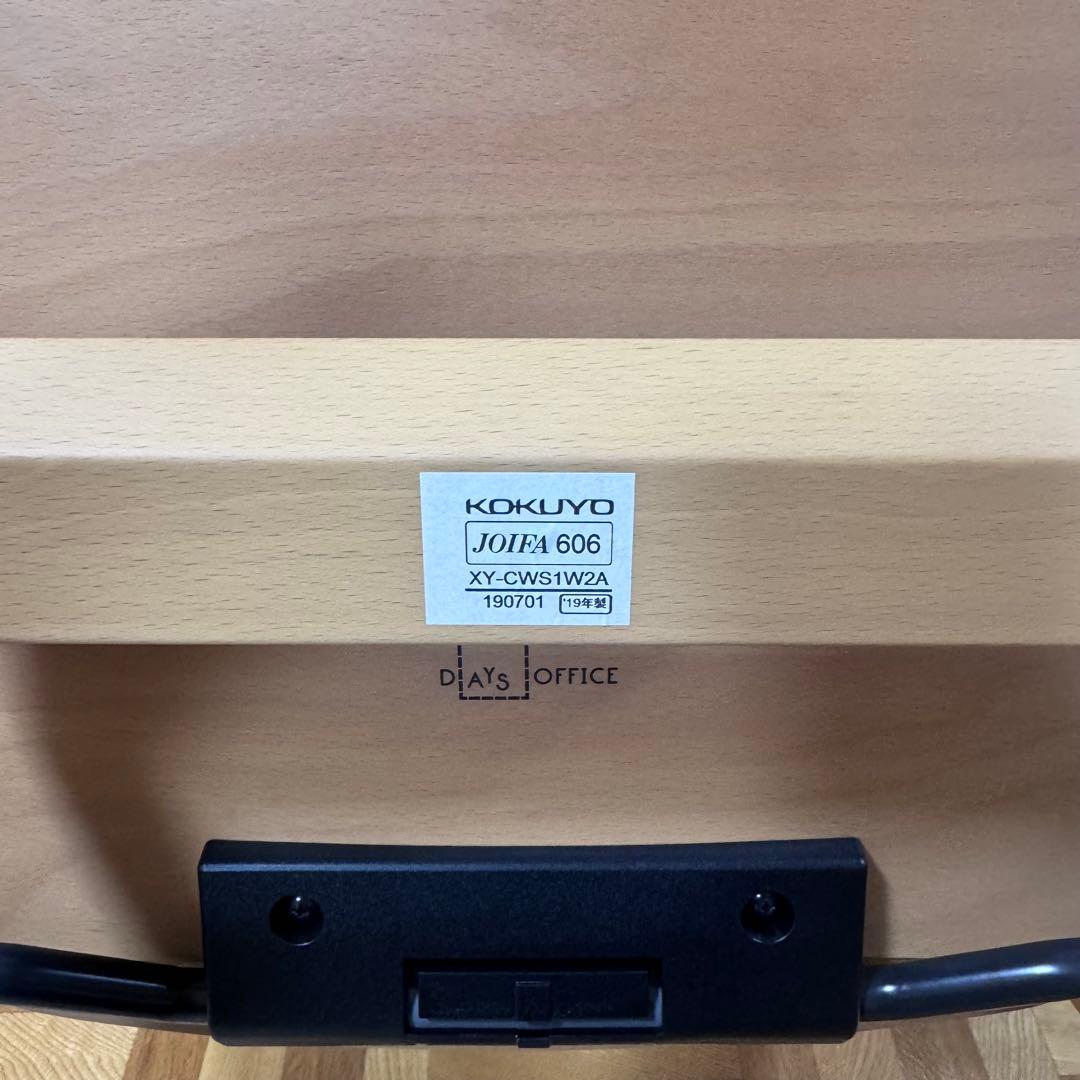 KOKUYO
JOIFA 606
XY-CWS1W2A
190701 '19年製
DAYS OFFICE